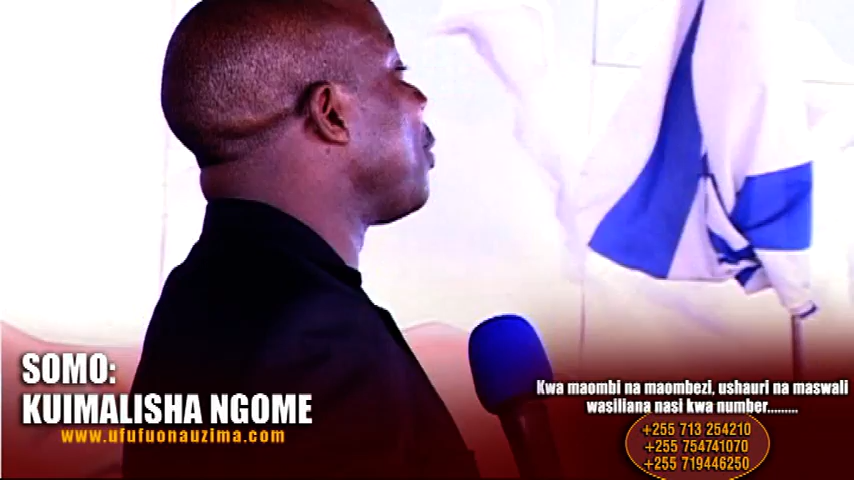 SOMO:
KUIMALISHA NGOME
www.ufufuonauzima.com
Kwa maombi na maombezi, ushauri na maswali
wasiliana nasi kwa number.........
+255 713 254210
+255 754741070
+255 719446250